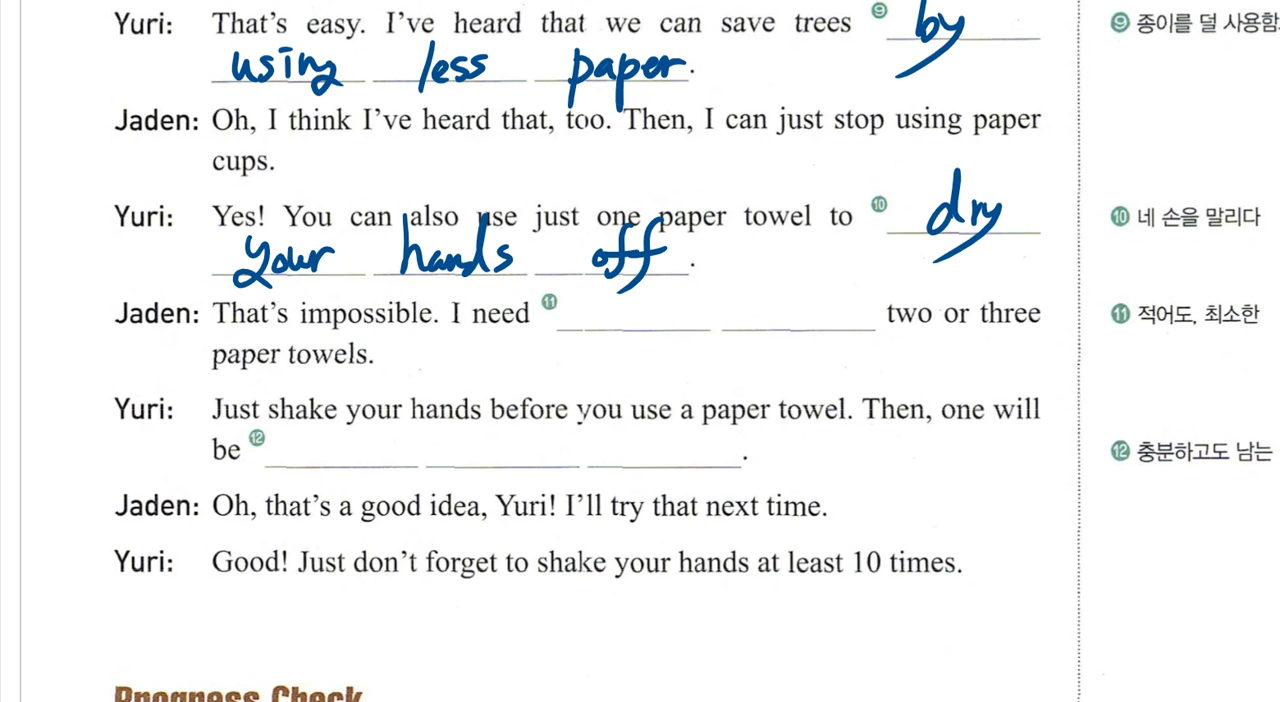 Yuri: That's easy. I've heard that we can save trees ⑨ by
using less paper.
⑨ 종이를 덜 사용함
Jaden: Oh, I think I've heard that, too. Then, I can just stop using paper
cups.
Yuri: Yes! You can also use just one paper towel to ⑩ dry
your hands off.
⑩ 네 손을 말리다
Jaden: That's impossible. I need ⑪ ___ ___ two or three
paper towels.
⑪ 적어도, 최소한
Yuri: Just shake your hands before you use a paper towel. Then, one will
be ⑫ ___ ___ ___.
⑫ 충분하고도 남는
Jaden: Oh, that's a good idea, Yuri! I'll try that next time.
Yuri: Good! Just don't forget to shake your hands at least 10 times.
Progress Check